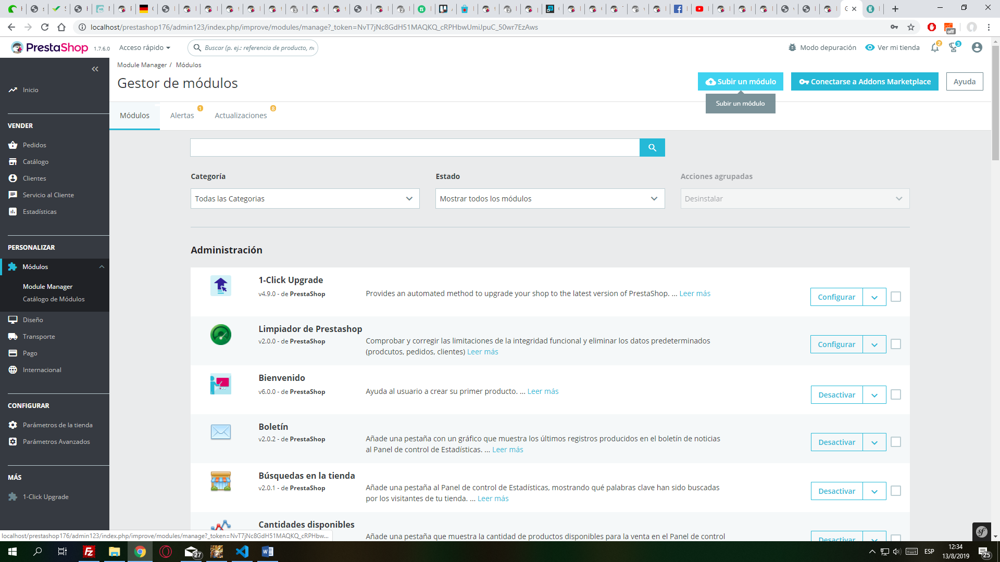 localhost/prestashop176/admin123/index.php/improve/modules/manage?_token=NvT7jNc8GdH51MAQKQ_cRPHbwUmiJpuC_50wr7EzAws
off
PrestaShop 1.7.6.0
Acceso rápido
Buscar (p. ej.: referencia de producto, n
Modo depuración
Ver mi tienda
2
3
Module Manager / Módulos
Gestor de módulos
Subir un módulo
Conectarse a Addons Marketplace
Ayuda
Subir un módulo
Módulos
Alertas 1
Actualizaciones 8
Inicio
VENDER
Pedidos
Catálogo
Clientes
Servicio al Cliente
Estadísticas
PERSONALIZAR
Módulos
Module Manager
Catálogo de Módulos
Diseño
Transporte
Pago
Internacional
CONFIGURAR
Parámetros de la tienda
Parámetros Avanzados
MÁS
1-Click Upgrade
Categoría
Todas las Categorias
Estado
Mostrar todos los módulos
Acciones agrupadas
Desinstalar
Administración
1-Click Upgrade
v4.9.0 - de PrestaShop
Provides an automated method to upgrade your shop to the latest version of PrestaShop. ... Leer más
Configurar
Limpiador de Prestashop
v2.0.0 - de PrestaShop
Comprobar y corregir las limitaciones de la integridad funcional y eliminar los datos predeterminados
(prodcutos, pedidos, clientes) Leer más
Configurar
Bienvenido
v6.0.0 - de PrestaShop
Ayuda al usuario a crear su primer producto. ... Leer más
Desactivar
Boletín
v2.0.2 - de PrestaShop
Añade una pestaña con un gráfico que muestra los últimos registros producidos en el boletín de noticias
al Panel de control de Estadísticas. ... Leer más
Desactivar
Búsquedas en la tienda
v2.0.1 - de PrestaShop
Añade una pestaña al Panel de control de Estadísticas, mostrando qué palabras clave han sido buscadas
por los visitantes de tu tienda. ... Leer más
Desactivar
Cantidades disponibles
Añade una pestaña que muestra la cantidad de productos disponibles para la venta en el Panel de control
Desactivar
localhost/prestashop176/admin123/index.php/improve/modules/manage?_token=NvT7jNc8GdH51MAQKQ_cRPHbw...
sf
27
ESP
12:34
13/8/2019
25